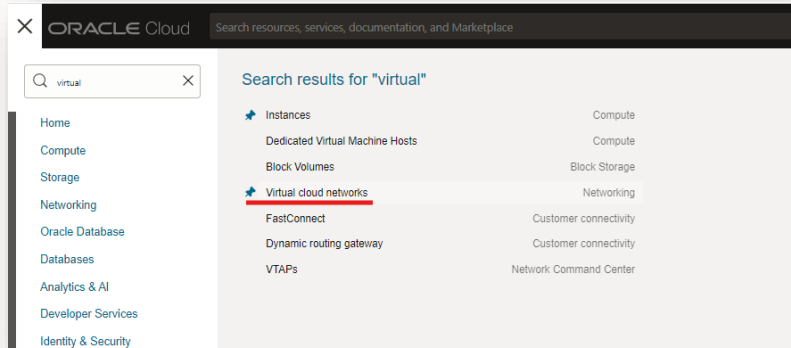 ORACLE Cloud
Search resources, services, documentation, and Marketplace
virtual
Home
Compute
Storage
Networking
Oracle Database
Databases
Analytics & AI
Developer Services
Identity & Security
Search results for "virtual"
Instances Compute
Dedicated Virtual Machine Hosts Compute
Block Volumes Block Storage
Virtual cloud networks Networking
FastConnect Customer connectivity
Dynamic routing gateway Customer connectivity
VTAPs Network Command Center